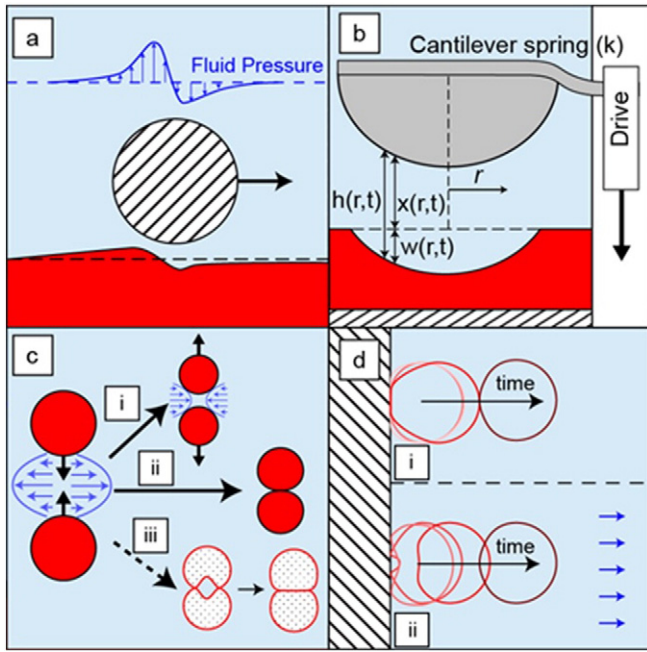 a
Fluid Pressure
b
Cantilever spring (k)
Drive
r
h(r,t)
x(r,t)
w(r,t)
c
i
ii
iii
d
time
i
time
ii